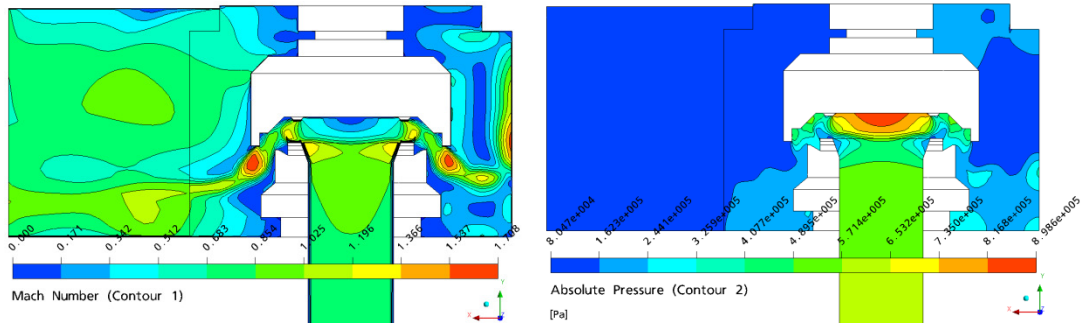 0.000 0.171 0.342 0.512 0.683 0.854 1.025 1.196 1.366 1.537 1.708
Mach Number (Contour 1)
Y
X
Z
8.047e+004 1.623e+005 2.441e+005 3.259e+005 4.077e+005 4.895e+005 5.714e+005 6.532e+005 7.350e+005 8.168e+005 8.986e+005
Absolute Pressure (Contour 2)
[Pa]
Y
X
Z